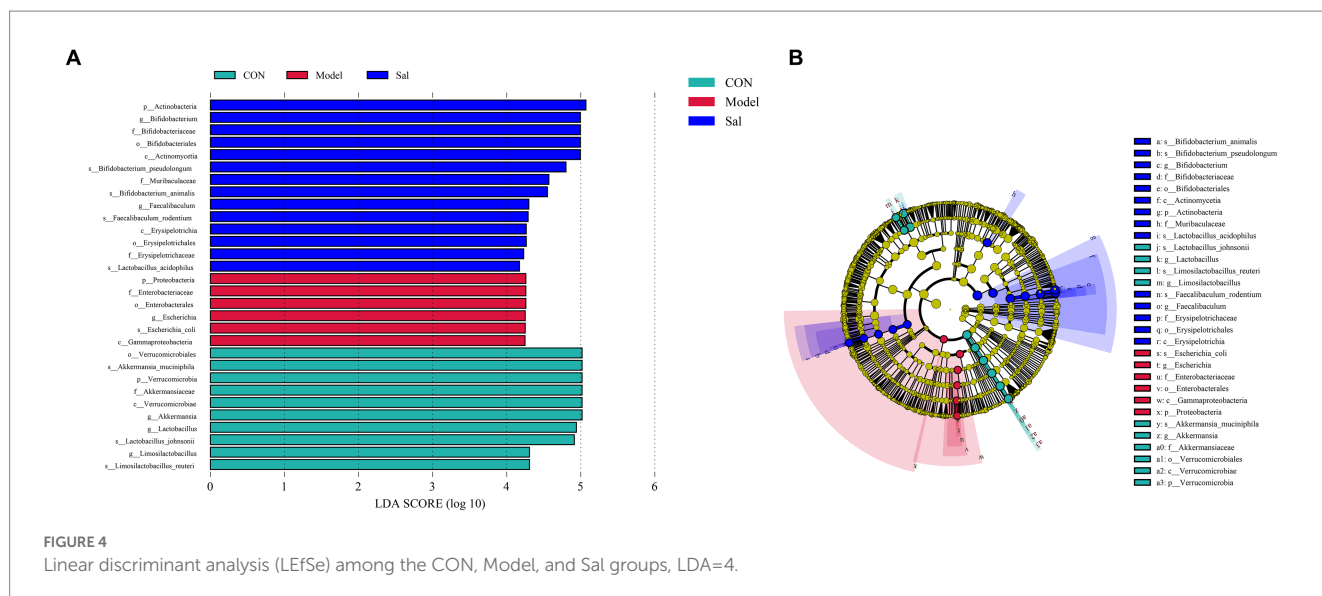 A
CON Model Sal
p__Actinobacteria
g__Bifidobacterium
f__Bifidobacteriaceae
o__Bifidobacteriales
c__Actinomycetia
s__Bifidobacterium_pseudolongum
f__Muribaculaceae
s__Bifidobacterium_animalis
g__Faecalibaculum
s__Faecalibaculum_rodentium
c__Erysipelotrichia
o__Erysipelotrichales
f__Erysipelotrichaceae
s__Lactobacillus_acidophilus
p__Proteobacteria
f__Enterobacteriaceae
o__Enterobacterales
g__Escherichia
s__Escherichia_coli
c__Gammaproteobacteria
o__Verrucomicrobiales
s__Akkermansia_muciniphila
p__Verrucomicrobia
f__Akkermansiaceae
c__Verrucomicrobiae
g__Akkermansia
g__Lactobacillus
s__Lactobacillus_johnsonii
g__Limosilactobacillus
s__Limosilactobacillus_reuteri
0 1 2 3 4 5 6
LDA SCORE (log 10)
B
CON
Model
Sal
m k
h
x
v
w
a: s__Bifidobacterium_animalis
b: s__Bifidobacterium_pseudolongum
c: g__Bifidobacterium
d: f__Bifidobacteriaceae
e: o__Bifidobacteriales
f: c__Actinomycetia
g: p__Actinobacteria
h: f__Muribaculaceae
i: s__Lactobacillus_acidophilus
j: s__Lactobacillus_johnsonii
k: g__Lactobacillus
l: s__Limosilactobacillus_reuteri
m: g__Limosilactobacillus
n: s__Faecalibaculum_rodentium
o: g__Faecalibaculum
p: f__Erysipelotrichaceae
q: o__Erysipelotrichales
r: c__Erysipelotrichia
s: s__Escherichia_coli
t: g__Escherichia
u: f__Enterobacteriaceae
v: o__Enterobacterales
w: c__Gammaproteobacteria
x: p__Proteobacteria
y: s__Akkermansia_muciniphila
z: g__Akkermansia
a0: f__Akkermansiaceae
a1: o__Verrucomicrobiales
a2: c__Verrucomicrobiae
a3: p__Verrucomicrobia
FIGURE 4
Linear discriminant analysis (LEfSe) among the CON, Model, and Sal groups, LDA=4.